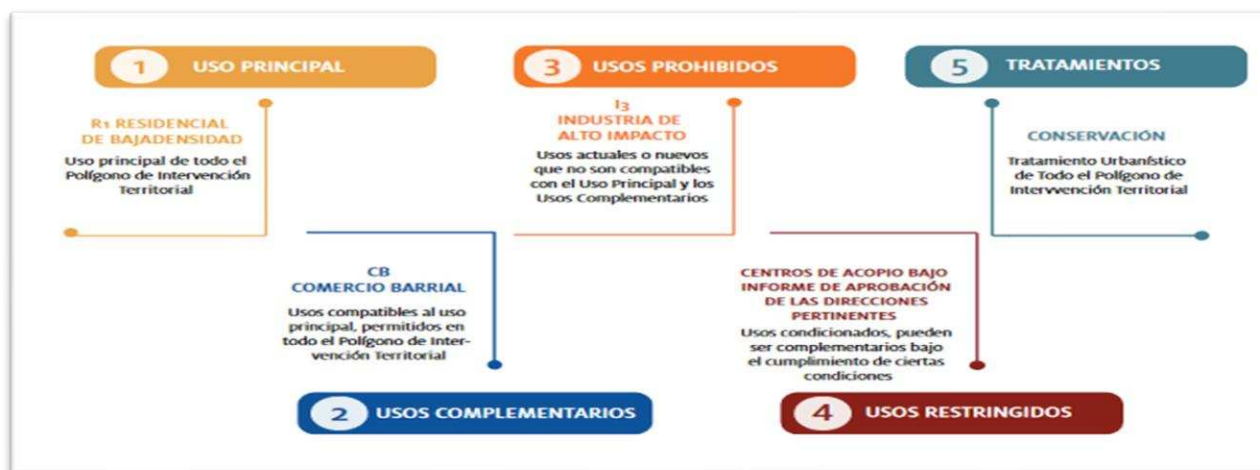 1 USO PRINCIPAL
R1 RESIDENCIAL
DE BAJADENSIDAD
Uso principal de todo el
Polígono de Intervención
Territorial
2 USOS COMPLEMENTARIOS
CB
COMERCIO BARRIAL
Usos compatibles al uso
principal, permitidos en
todo el Polígono de Inter-
vención Territorial
3 USOS PROHIBIDOS
I3
INDUSTRIA DE
ALTO IMPACTO
Usos actuales o nuevos
que no son compatibles
con el Uso Principal y los
Usos Complementarios
4 USOS RESTRINGIDOS
CENTROS DE ACOPIO BAJO
INFORME DE APROBACIÓN
DE LAS DIRECCIONES
PERTINENTES
Usos condicionados, pueden
ser complementarios bajo
el cumplimiento de ciertas
condiciones
5 TRATAMIENTOS
CONSERVACIÓN
Tratamiento Urbanístico
de Todo el Polígono de
Intervvención Territorial